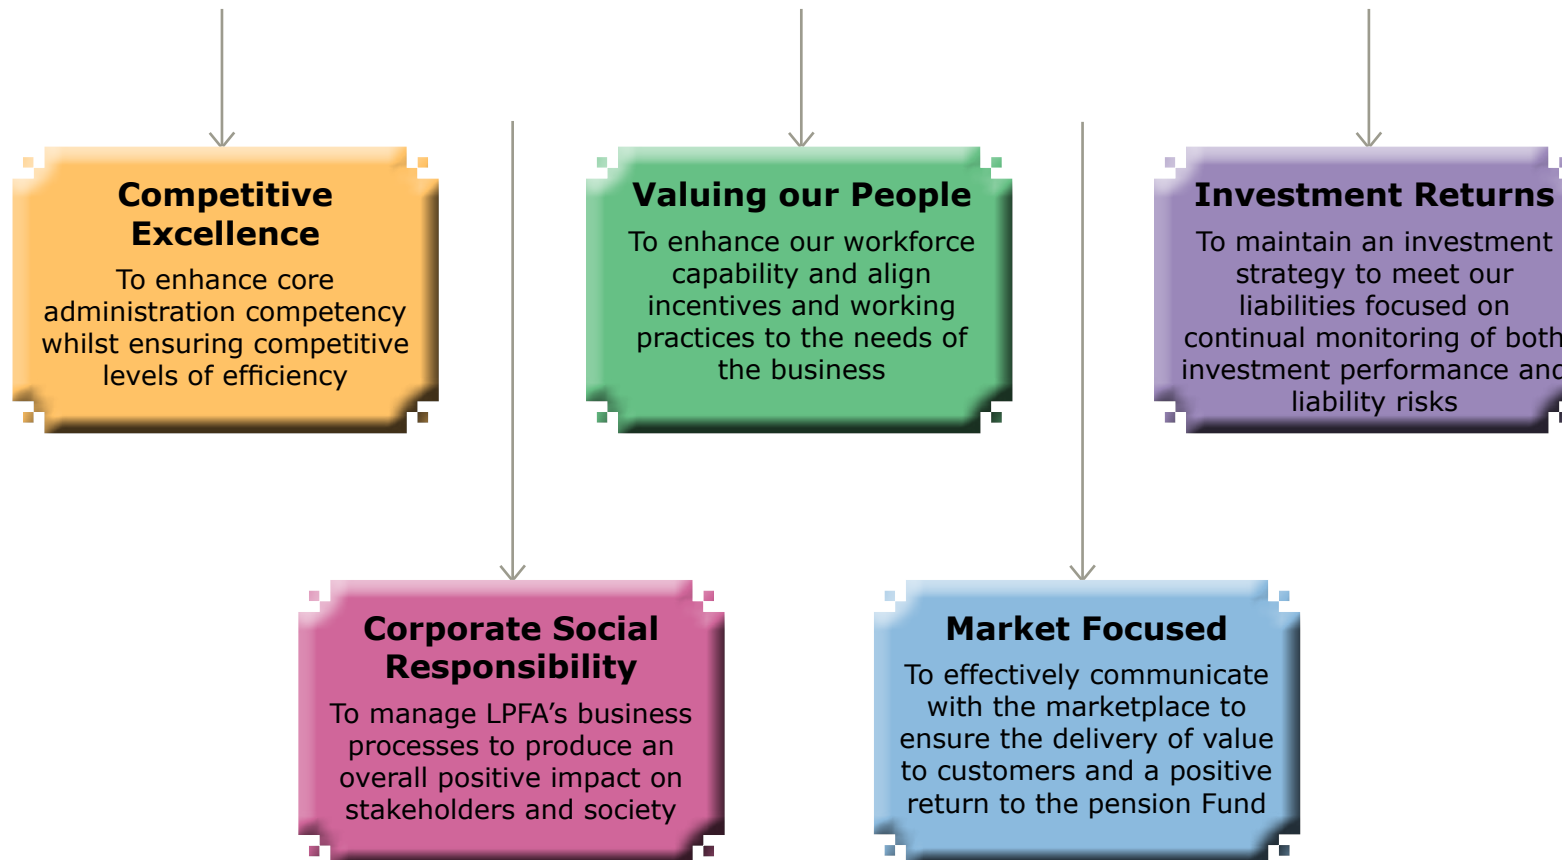 Competitive
Excellence
To enhance core
administration competency
whilst ensuring competitive
levels of efficiency
Valuing our People
To enhance our workforce
capability and align
incentives and working
practices to the needs of
the business
Investment Returns
To maintain an investment
strategy to meet our
liabilities focused on
continual monitoring of both
investment performance and
liability risks
Corporate Social
Responsibility
To manage LPFA’s business
processes to produce an
overall positive impact on
stakeholders and society
Market Focused
To effectively communicate
with the marketplace to
ensure the delivery of value
to customers and a positive
return to the pension Fund